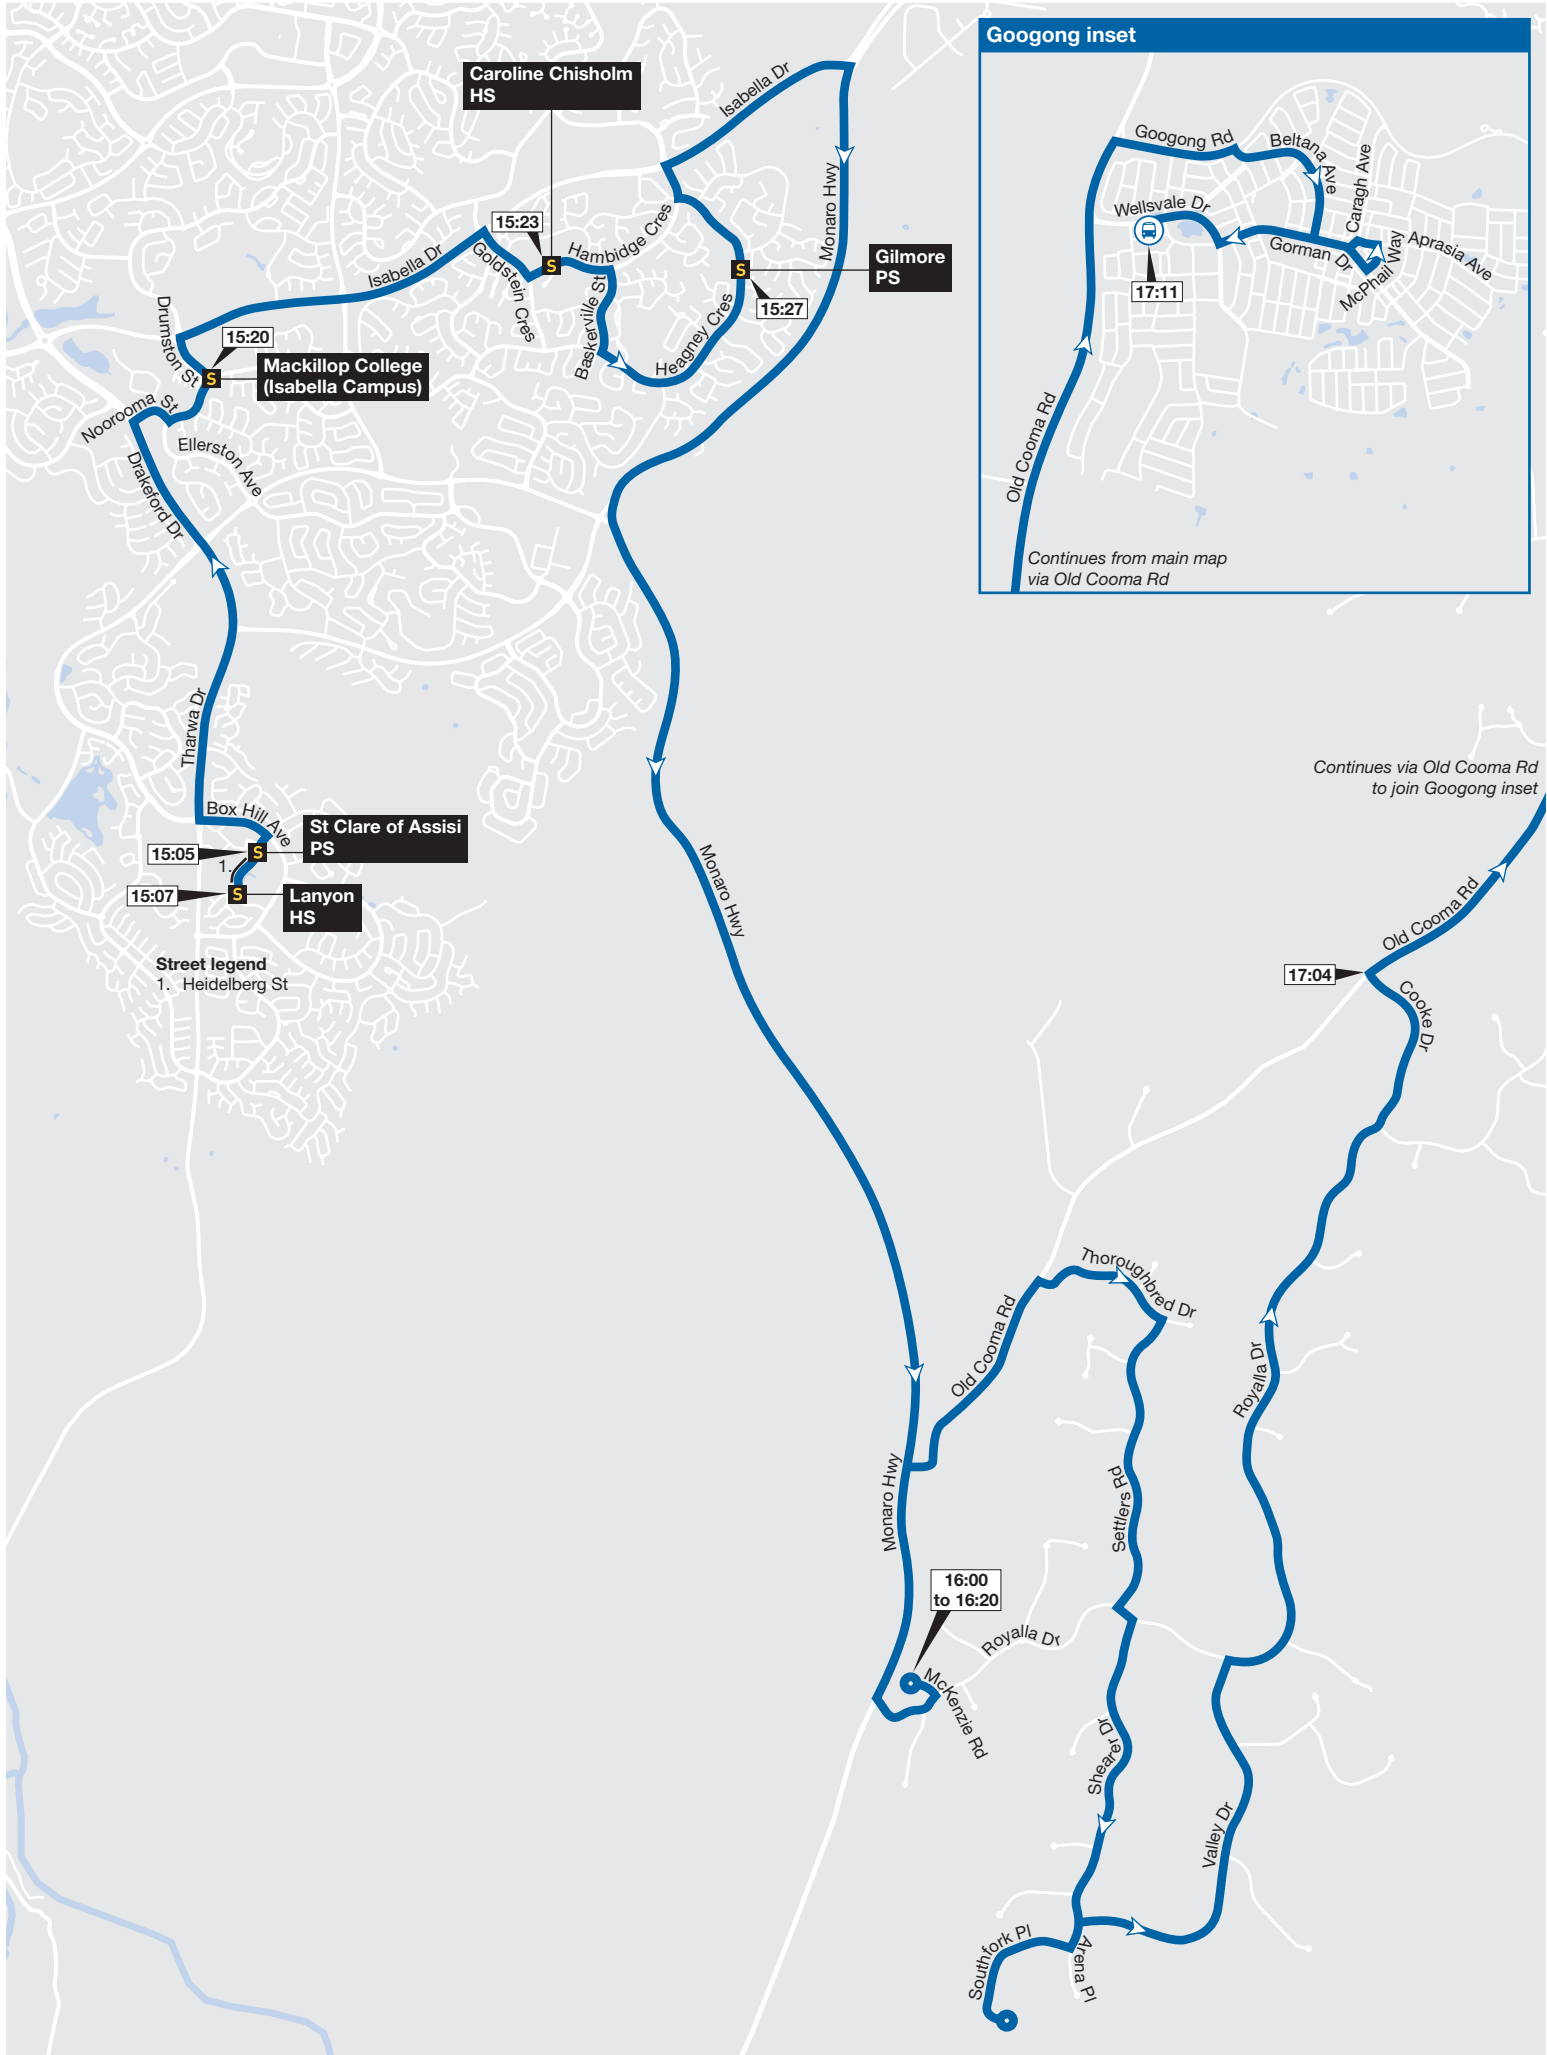 Googong inset
Caroline Chisholm
HS
Isabella Dr
Googong Rd
Beltana
Ave
Caragh Ave
Monaro Hwy
Wellsvale Dr
15:23
Hambidge Cres
Goldstein Cres
Isabella Dr
Gilmore
PS
Gorman Dr
McPhail Way
Aprasia Ave
17:11
Baskerville St
15:27
Heagney Cres
Drumston St
15:20
Mackillop College
(Isabella Campus)
Noorooma St
Ellerston Ave
Drakeford Dr
Old Cooma Rd
Continues from main map
via Old Cooma Rd
Tharwa Dr
Continues via Old Cooma Rd
to join Googong inset
Box Hill Ave
St Clare of Assisi
PS
15:05
1.
15:07
Lanyon
HS
Monaro Hwy
Street legend
1. Heidelberg St
Old Cooma Rd
17:04
Cooke Dr
Thoroughbred Dr
Old Cooma Rd
Royalla Dr
Monaro Hwy
Settlers Rd
16:00
to 16:20
Royalla Dr
McKenzie Rd
Shearer Dr
Valley Dr
Southfork Pl
Arena Pl
S
S
S
S
S